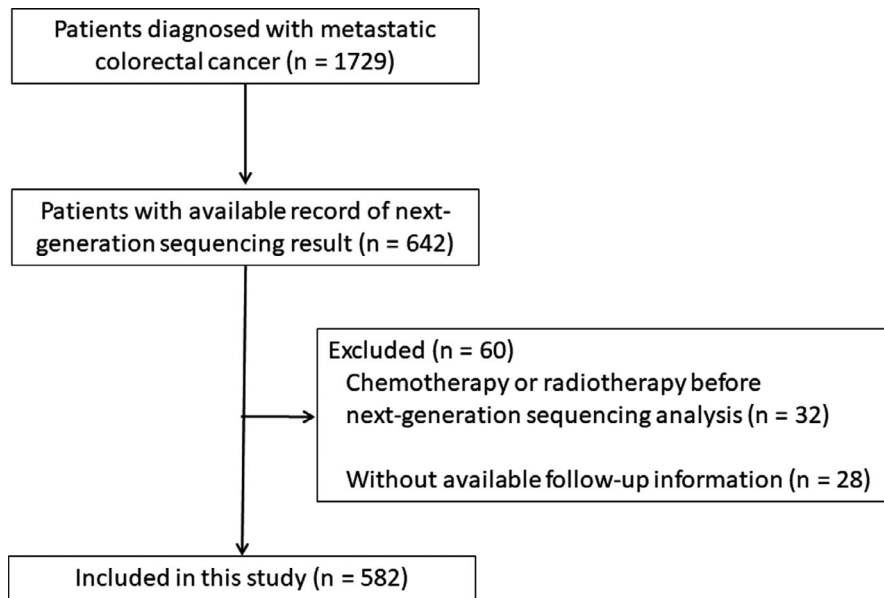 Patients diagnosed with metastatic
colorectal cancer (n = 1729)
Patients with available record of next-
generation sequencing result (n = 642)
Excluded (n = 60)
Chemotherapy or radiotherapy before
next-generation sequencing analysis (n = 32)
Without available follow-up information (n = 28)
Included in this study (n = 582)